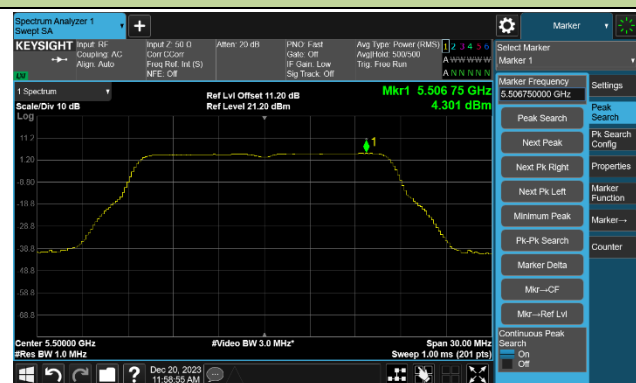 Spectrum Analyzer 1
Swept SA
+
Marker
KEYSIGHT
Input: RF
Coupling: AC
Align: Auto
Input Z: 50 Ω
Corr CCorr
Freq Ref: Int (S)
NFE: Off
Atten: 20 dB
PNO: Fast
Gate: Off
IF Gain: Low
Sig Track: Off
Avg Type: Power (RMS)
Avg|Hold: 500/500
Trig: Free Run
1 2 3 4 5 6
A W W W W W
A N N N N N
Select Marker
Marker 1
LXI
1 Spectrum
Scale/Div 10 dB
Log
Ref Lvl Offset 11.20 dB
Ref Level 21.20 dBm
Mkr1 5.506 75 GHz
4.301 dBm
1
11.2
1.20
-8.80
-18.8
-28.8
-38.8
-48.8
-58.8
-68.8
Center 5.50000 GHz
#Res BW 1.0 MHz
#Video BW 3.0 MHz*
Span 30.00 MHz
Sweep 1.00 ms (201 pts)
Marker Frequency
5.506750000 GHz
Peak Search
Next Peak
Next Pk Right
Next Pk Left
Minimum Peak
Pk-Pk Search
Marker Delta
Mkr→CF
Mkr→Ref Lvl
Continuous Peak
Search
On
Off
Settings
Peak
Search
Pk Search
Config
Properties
Marker
Function
Marker→
Counter
?
Dec 20, 2023
11:58:55 AM